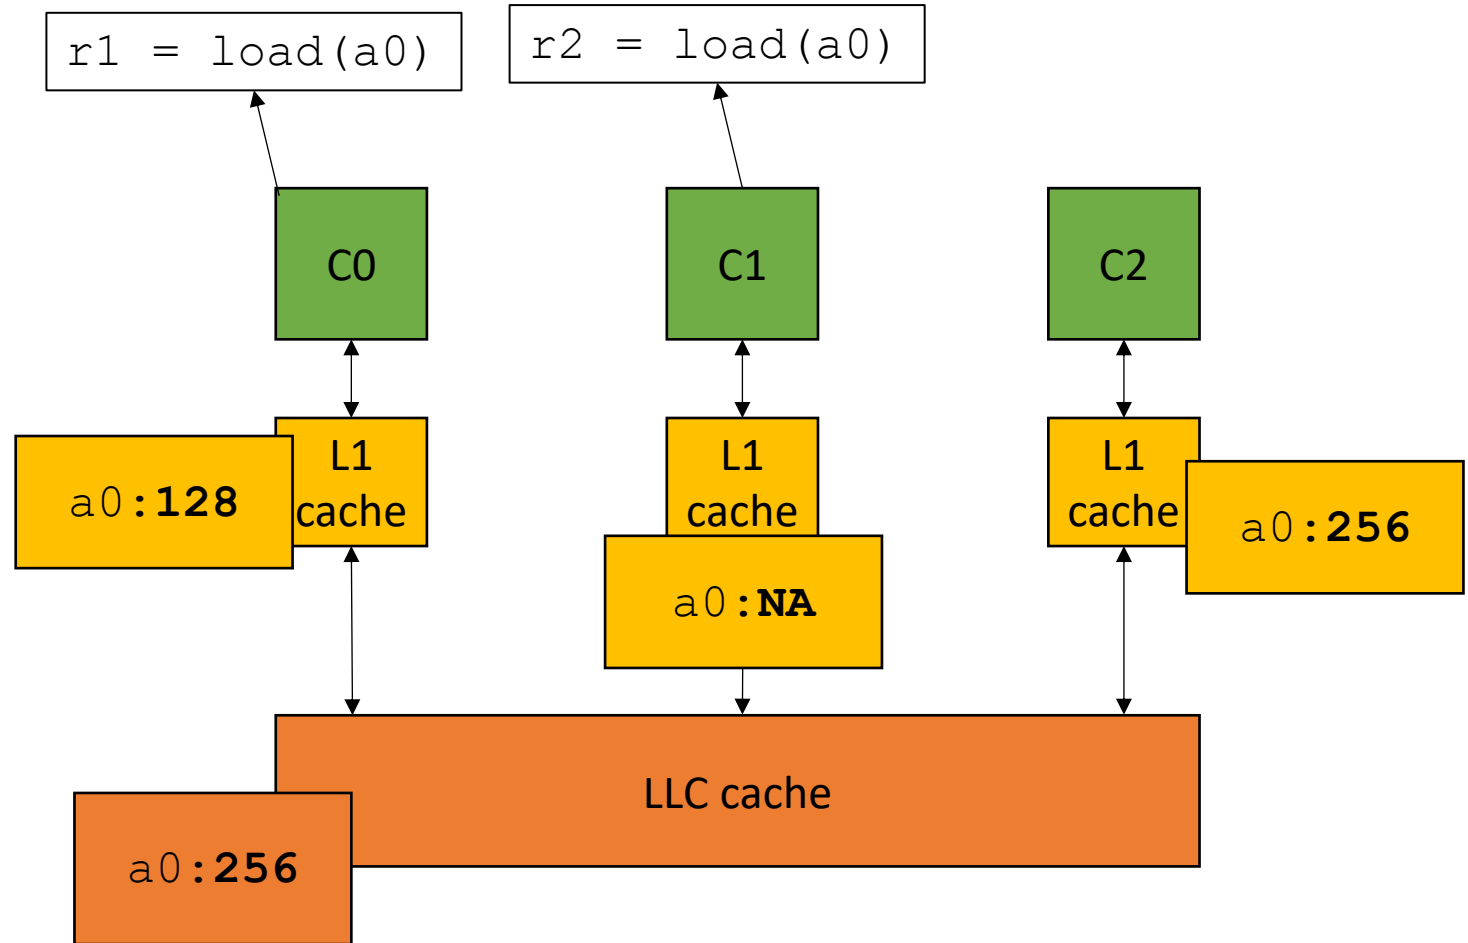 r1 = load(a0)
r2 = load(a0)
C0
C1
C2
L1
cache
L1
cache
L1
cache
a0:128
a0:NA
a0:256
LLC cache
a0:256